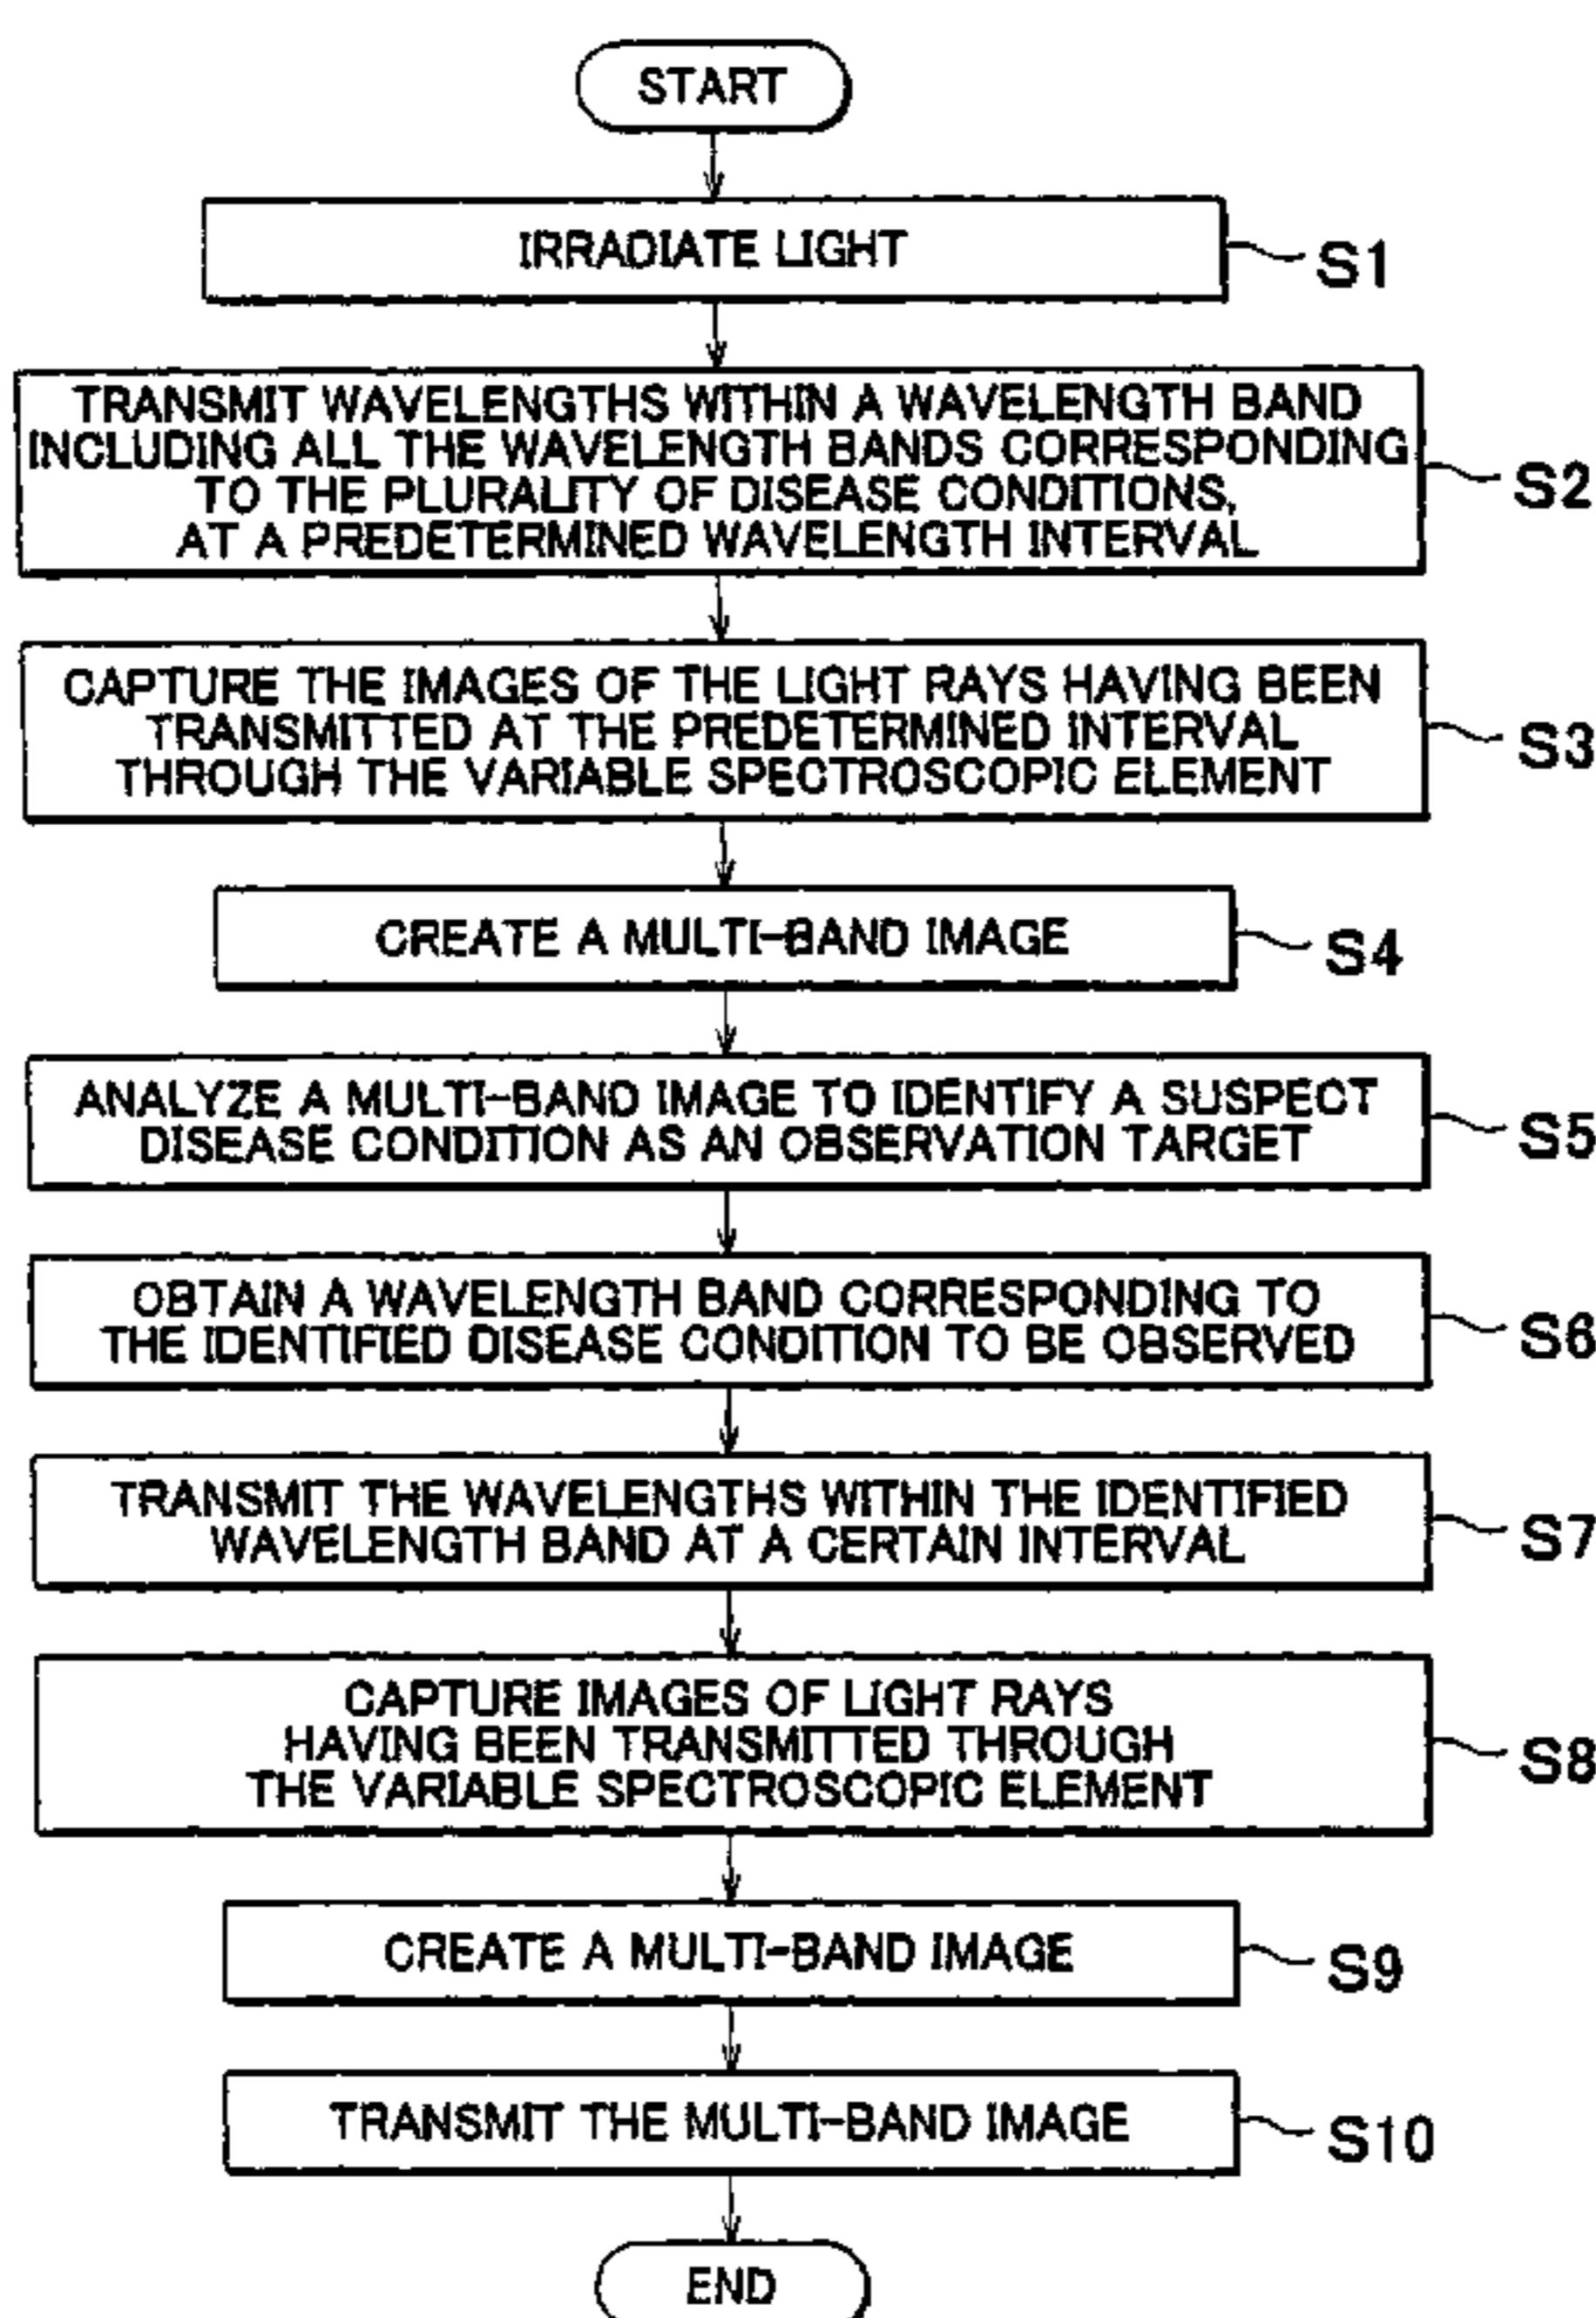 START
IRRADIATE LIGHT
S1
TRANSMIT WAVELENGTHS WITHIN A WAVELENGTH BAND
INCLUDING ALL THE WAVELENGTH BANDS CORRESPONDING
TO THE PLURALITY OF DISEASE CONDITIONS,
AT A PREDETERMINED WAVELENGTH INTERVAL
S2
CAPTURE THE IMAGES OF THE LIGHT RAYS HAVING BEEN
TRANSMITTED AT THE PREDETERMINED INTERVAL
THROUGH THE VARIABLE SPECTROSCOPIC ELEMENT
S3
CREATE A MULTI-BAND IMAGE
S4
ANALYZE A MULTI-BAND IMAGE TO IDENTIFY A SUSPECT
DISEASE CONDITION AS AN OBSERVATION TARGET
S5
OBTAIN A WAVELENGTH BAND CORRESPONDING TO
THE IDENTIFIED DISEASE CONDITION TO BE OBSERVED
S6
TRANSMIT THE WAVELENGTHS WITHIN THE IDENTIFIED
WAVELENGTH BAND AT A CERTAIN INTERVAL
S7
CAPTURE IMAGES OF LIGHT RAYS
HAVING BEEN TRANSMITTED THROUGH
THE VARIABLE SPECTROSCOPIC ELEMENT
S8
CREATE A MULTI-BAND IMAGE
S9
TRANSMIT THE MULTI-BAND IMAGE
S10
END